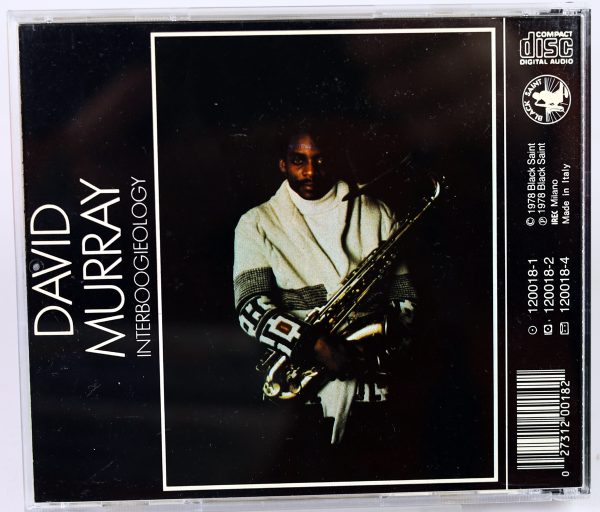 DAVID
MURRAY
INTERBOOGIEOLOGY
COMPACT
disc
DIGITAL AUDIO
BLACK SAINT
© 1978 Black Saint
℗ 1978 Black Saint
IREC Milano
Made in Italy
120018-1
120018-2
120018-4
0 27312 00182